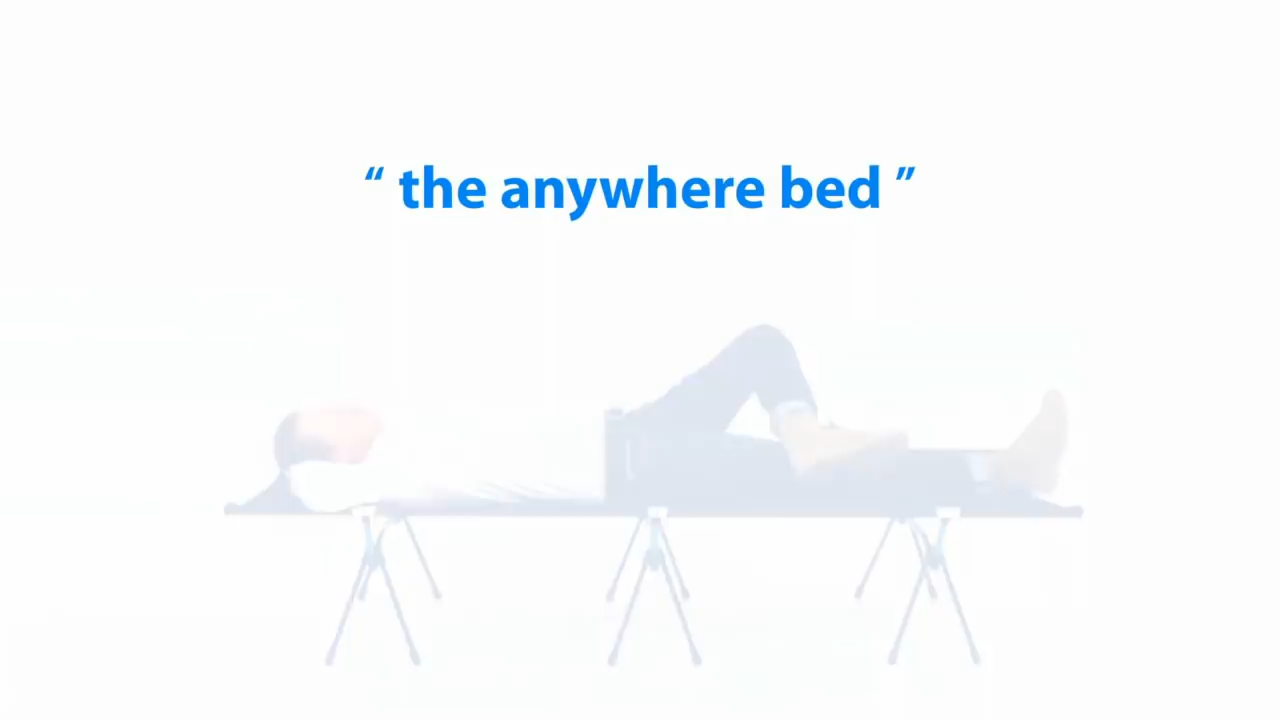 “ the anywhere bed ”